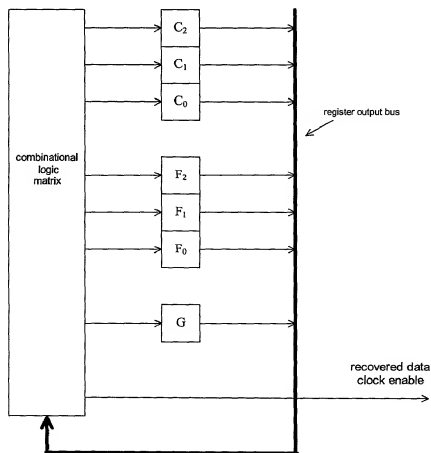 C2
C1
register output bus
C0
combinational
logic
matrix
F2
F1
F0
G
recovered data
clock enable